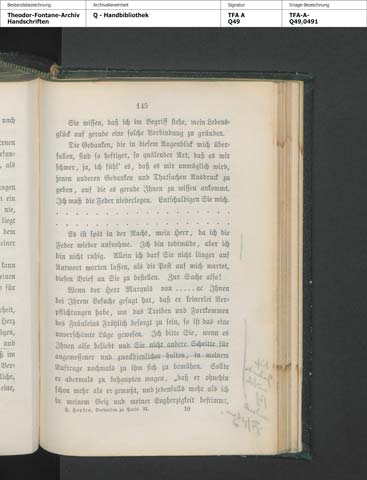 Bestandsbezeichnung
Archivalieneinheit
Signatur
Image-Bezeichnung
Theodor-Fontane-Archiv
Handschriften
Q - Handbibliothek
TFA A
Q49
TFA-A-
Q49,0491
145
Sie wissen, daß ich im Begriff stehe, mein Lebens-
glück auf gerade eine solche Verbindung zu gründen.
Die Gedanken, die in diesem Augenblick mich über-
fallen, sind so heftiger, so quälender Art, daß es mir
schwer, ja, ich fühl' es, daß es mir unmöglich wird,
jenen anderen Gedanken und Thatsachen Ausdruck zu
geben, auf die es gerade Ihnen zu wissen ankommt.
Ich muß die Feder niederlegen. Entschuldigen Sie mich.
Es ist spät in der Nacht, mein Herr, da ich die
Feder wieder aufnehme. Ich bin todtmüde, aber ich
bin nicht ruhig. Allein ich darf Sie nicht länger auf
Antwort warten lassen, als die Post auf mich wartet,
diesen Brief an Sie zu bestellen. Zur Sache also!
Wenn der Herr Marquis von ......ac Ihnen
bei Ihrem Besuche gesagt hat, daß er keinerlei Ver-
pflichtungen habe, um das Treiben und Fortkommen
des Fräuleins Fröhlich besorgt zu sein, so ist das eine
unverschämte Lüge gewesen. Ich bitte Sie, wenn es
Ihnen also beliebt und Sie nicht andere Schritte für
angemessener und zweckdienlicher halten, in meinem
Auftrage nochmals zu ihm sich zu bemühen. Sollte
er abermals zu behaupten wagen, „daß er ohnehin
schon mehr als er gemußt, und jedenfalls mehr als ich
in meinem Geiz und meiner Engherzigkeit bestimmt,
H. Hopfen, Verdorben zu Paris II.
10
nach